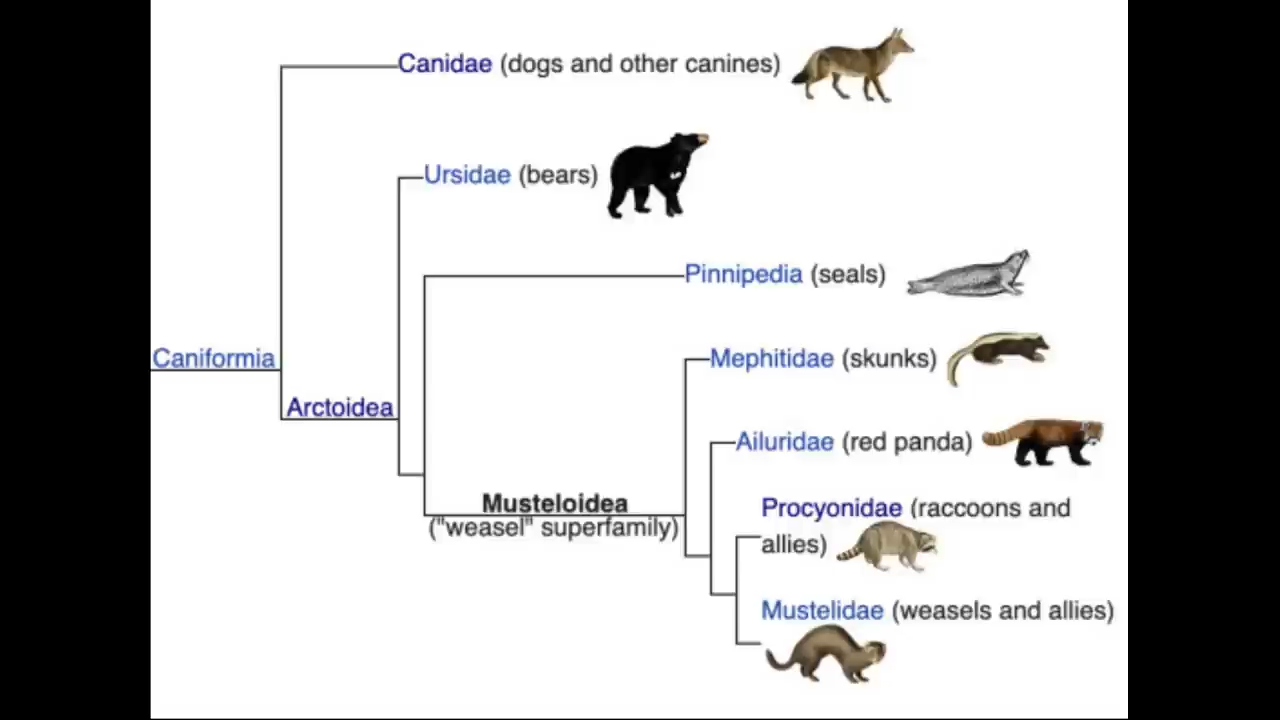 Canidae (dogs and other canines)
Ursidae (bears)
Pinnipedia (seals)
Caniformia
Mephitidae (skunks)
Arctoidea
Ailuridae (red panda)
Musteloidea
("weasel" superfamily)
Procyonidae (raccoons and
allies)
Mustelidae (weasels and allies)